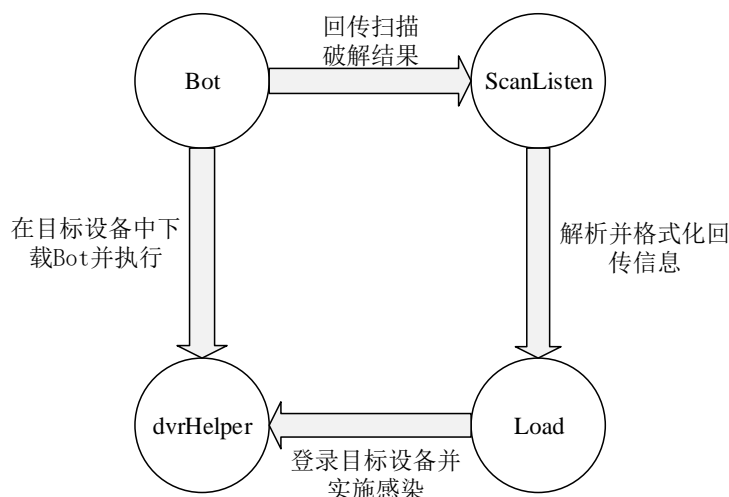 回传扫描
破解结果
Bot
ScanListen
在目标设备中下
载Bot并执行
解析并格式化回
传信息
dvrHelper
Load
登录目标设备并
实施感染